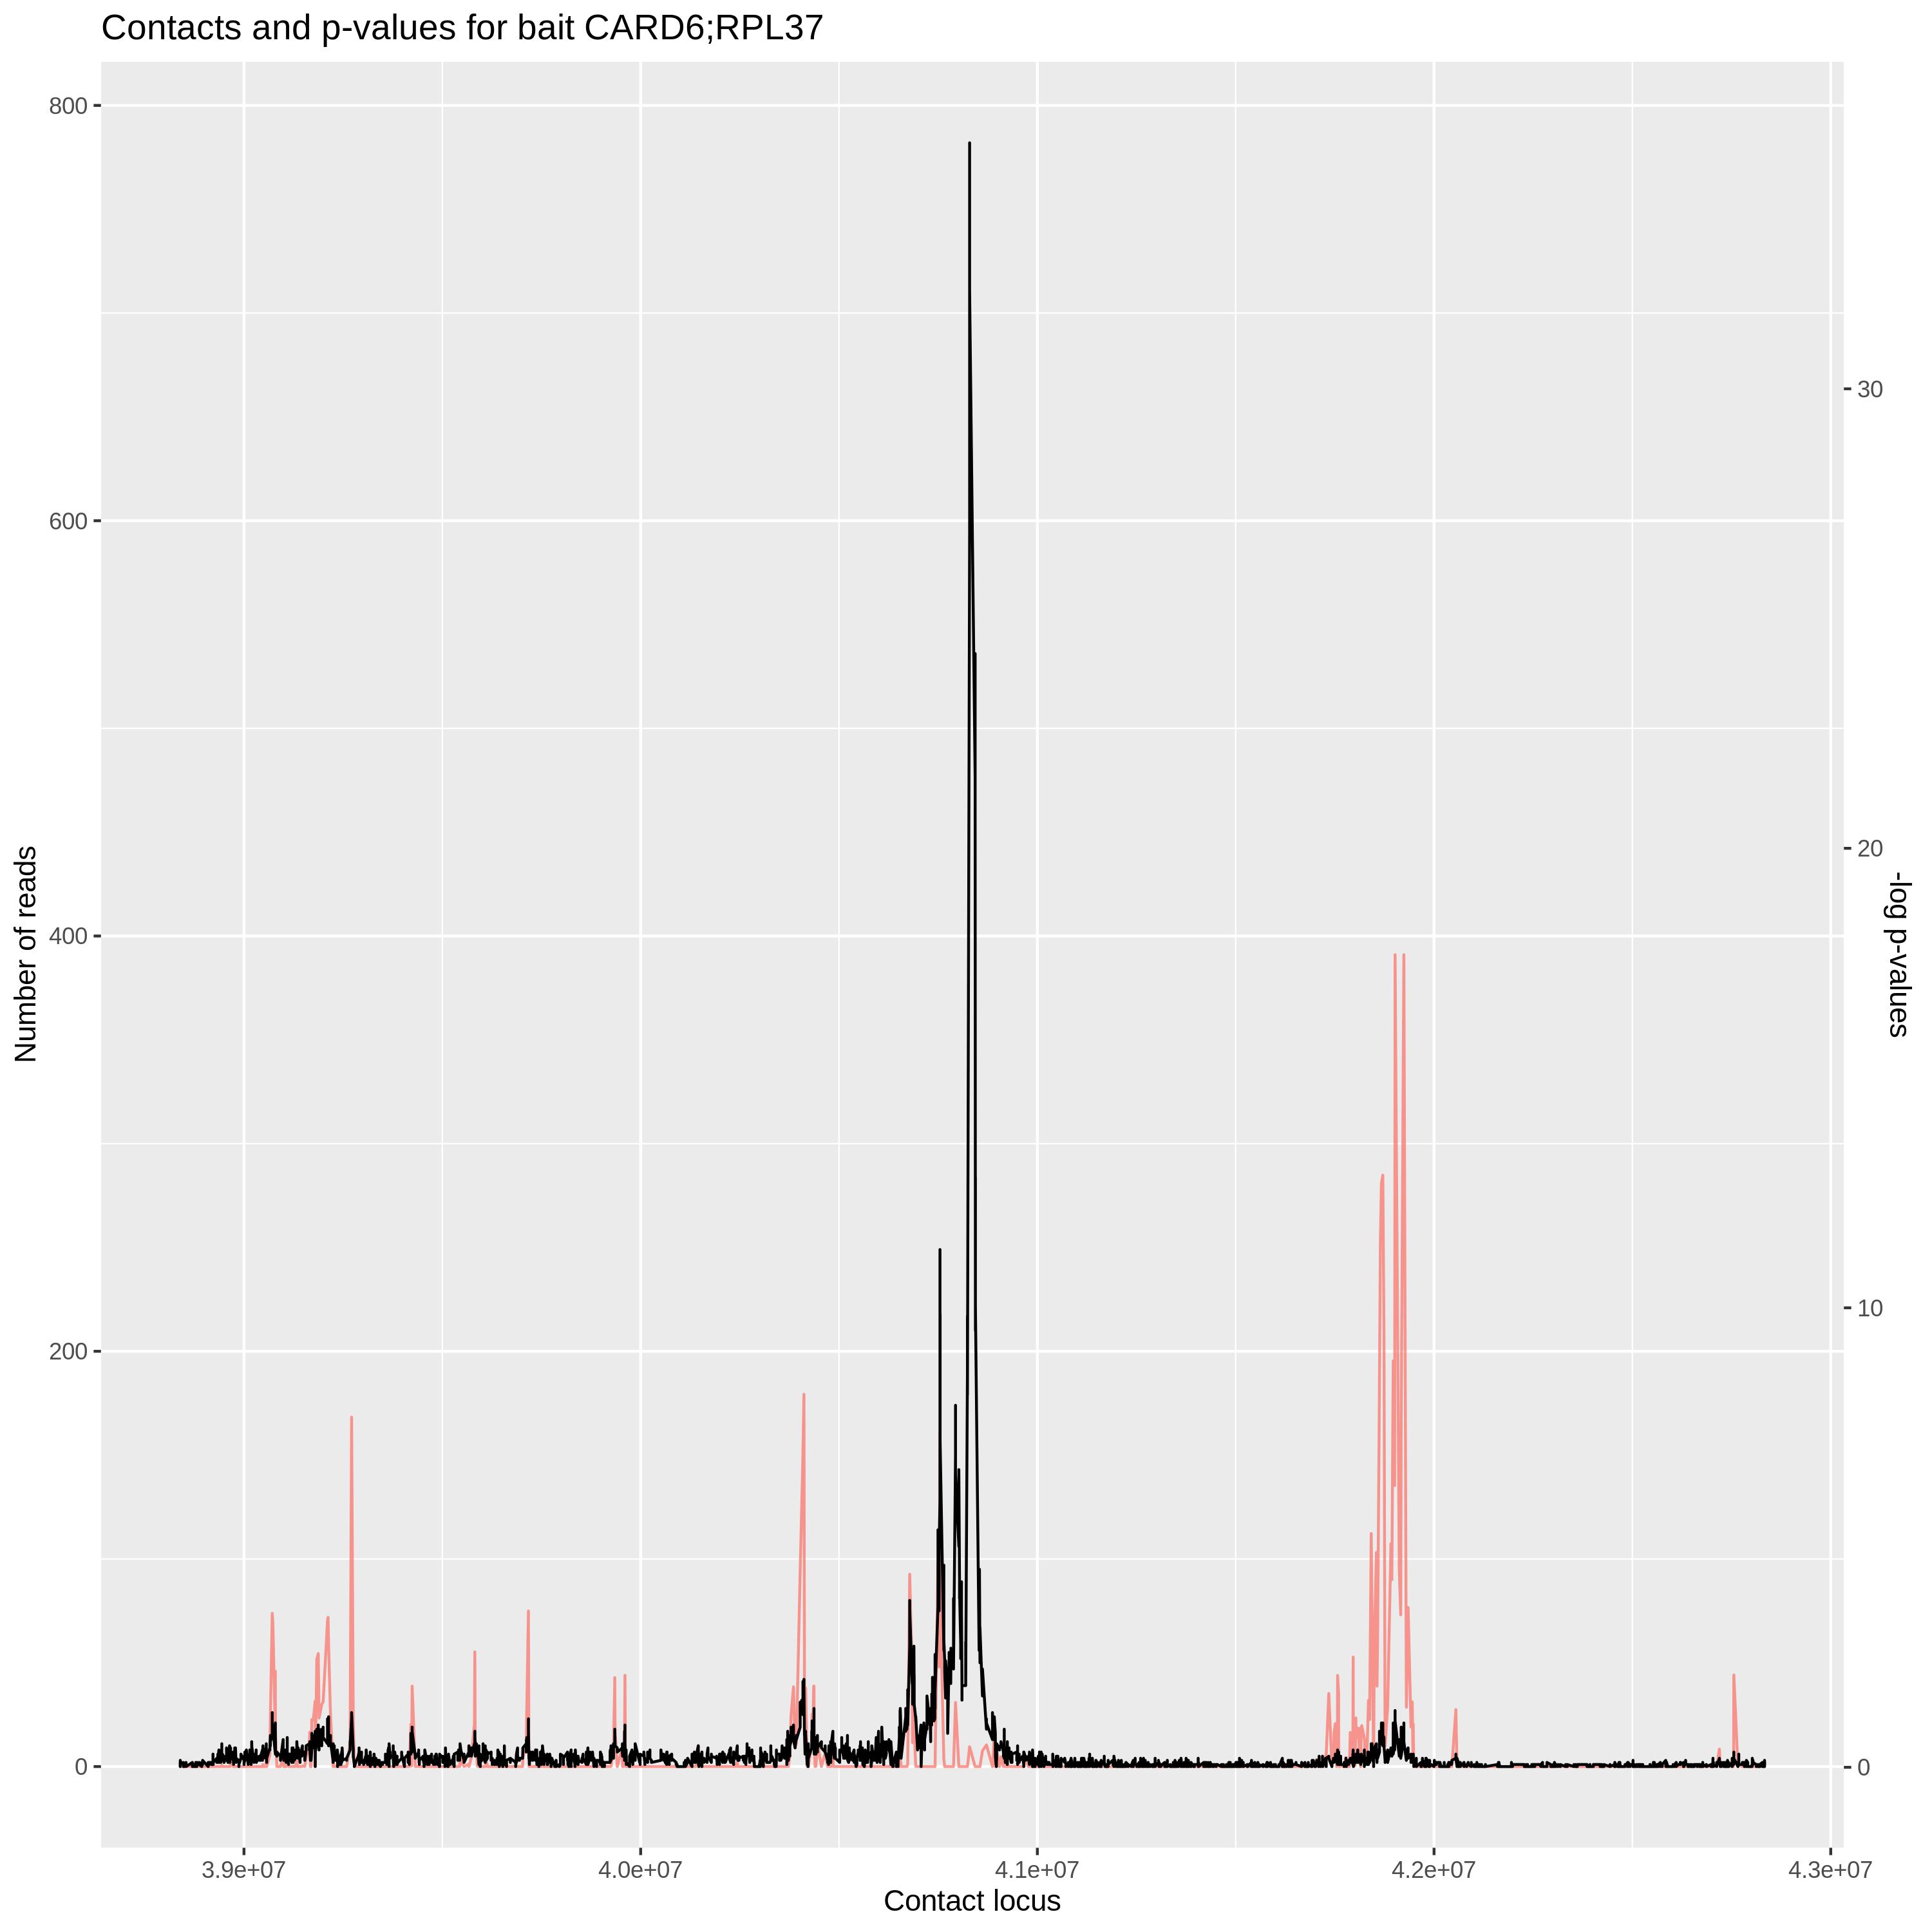 Contacts and p-values for bait CARD6;RPL37
800
600
400
200
0
Number of reads
30
20
10
0
-log p-values
3.9e+07
4.0e+07
4.1e+07
4.2e+07
4.3e+07
Contact locus